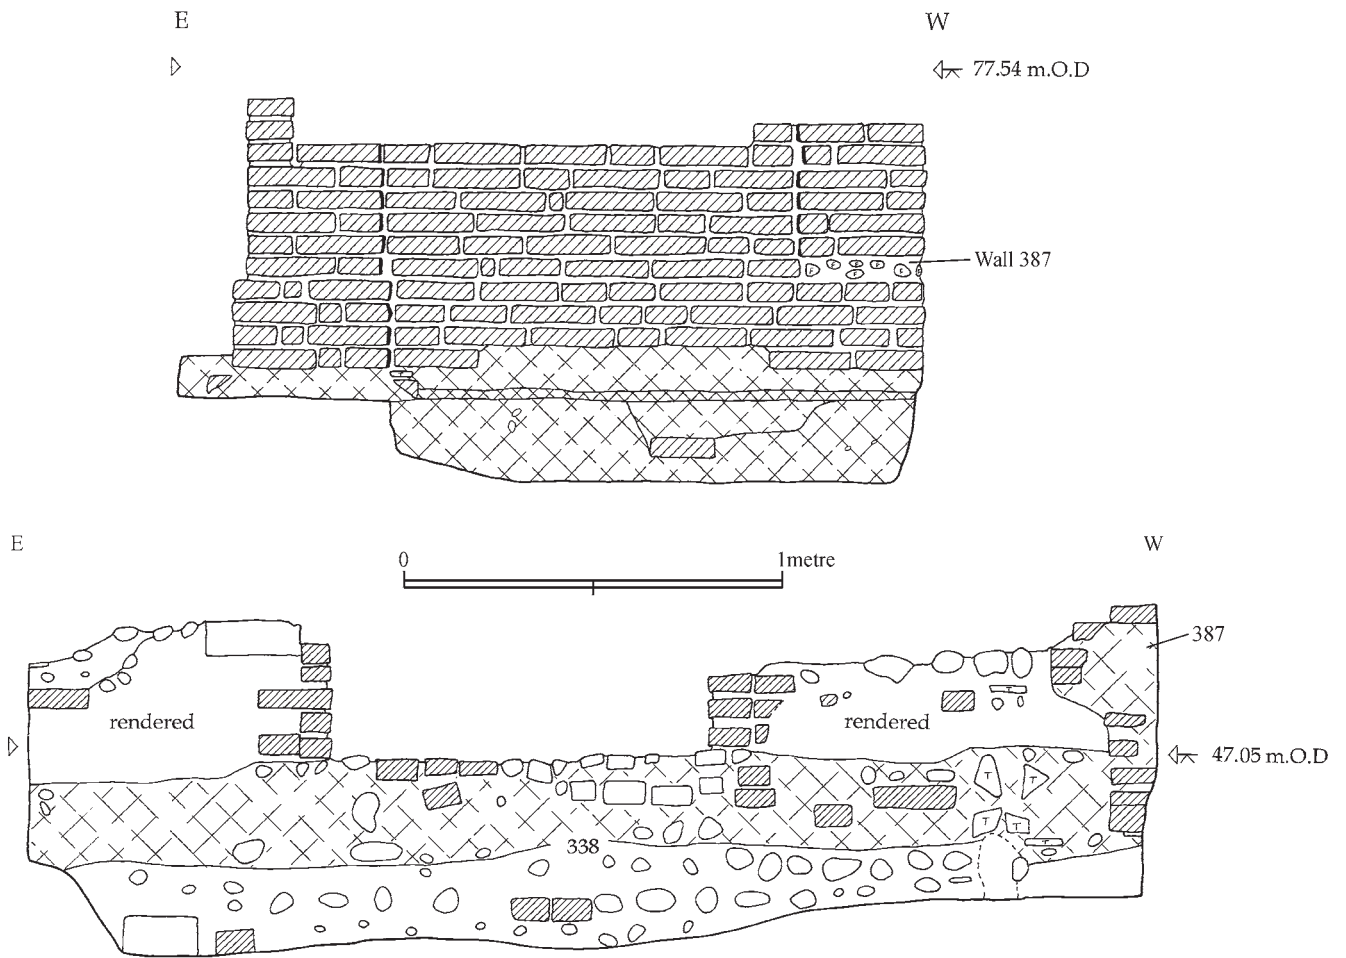 E W
77.54 m.O.D
Wall 387
F F F F F F F
E W
0 1metre
387
rendered
rendered
47.05 m.O.D
T
T T
T T
338
T